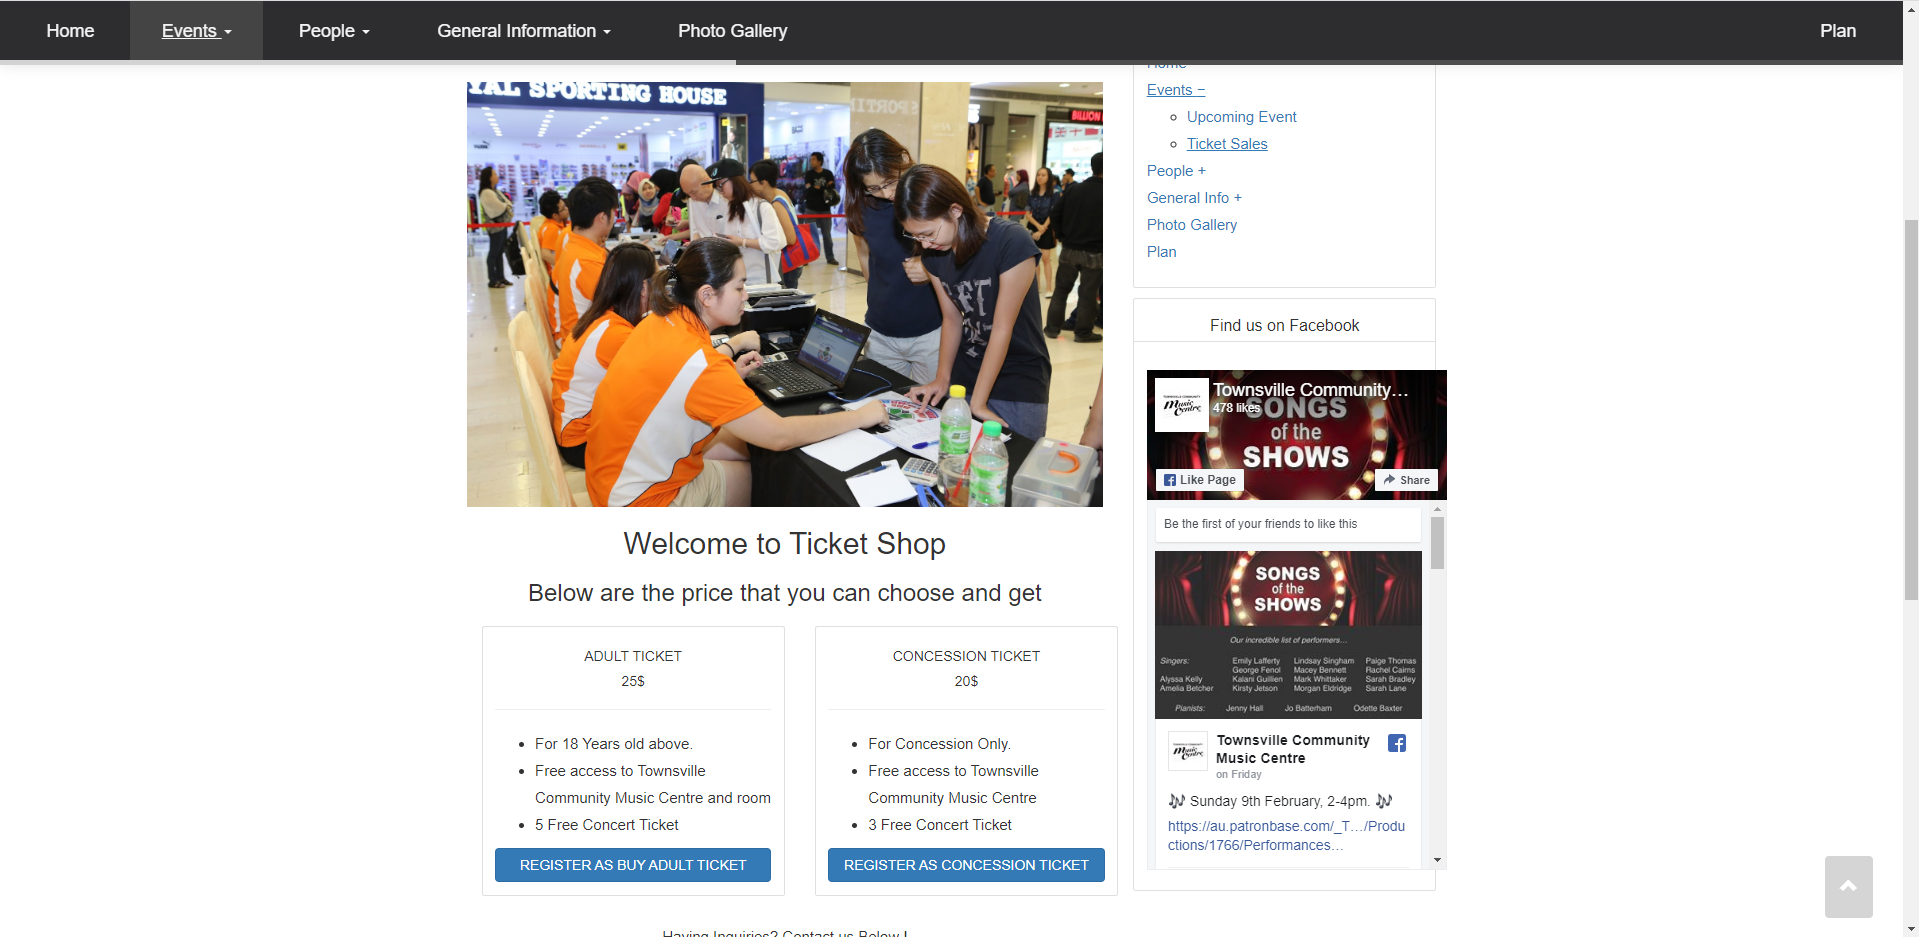 Home
Events
People
General Information
Photo Gallery
Plan
YAL SPORTING HOUSE
BILLION
Home
Events −
Upcoming Event
Ticket Sales
People +
General Info +
Photo Gallery
Plan
Find us on Facebook
Townsville Community…
478 likes
SONGS
of the
SHOWS
Like Page
Share
Be the first of your friends to like this
SONGS
of the
SHOWS
Our incredible list of performers...
Singers: Emily Lafferty Lindsay Singham Paige Thomas
George Fenol Macey Bennett Rachel Cairns
Alyssa Kelly Kalani Guillien Mark Whittaker Sarah Bradley
Amelia Betcher Kirsty Jetson Morgan Eldridge Sarah Lane
Pianists: Jenny Hall Jo Batterham Odette Baxter
Townsville Community
Music Centre
on Friday
🎶 Sunday 9th February, 2-4pm. 🎶
https://au.patronbase.com/_T…/Produ
ctions/1766/Performances…
Welcome to Ticket Shop
Below are the price that you can choose and get
ADULT TICKET
25$
For 18 Years old above.
Free access to Townsville
Community Music Centre and room
5 Free Concert Ticket
REGISTER AS BUY ADULT TICKET
CONCESSION TICKET
20$
For Concession Only.
Free access to Townsville
Community Music Centre
3 Free Concert Ticket
REGISTER AS CONCESSION TICKET
Having Inquiries? Contact us Below !